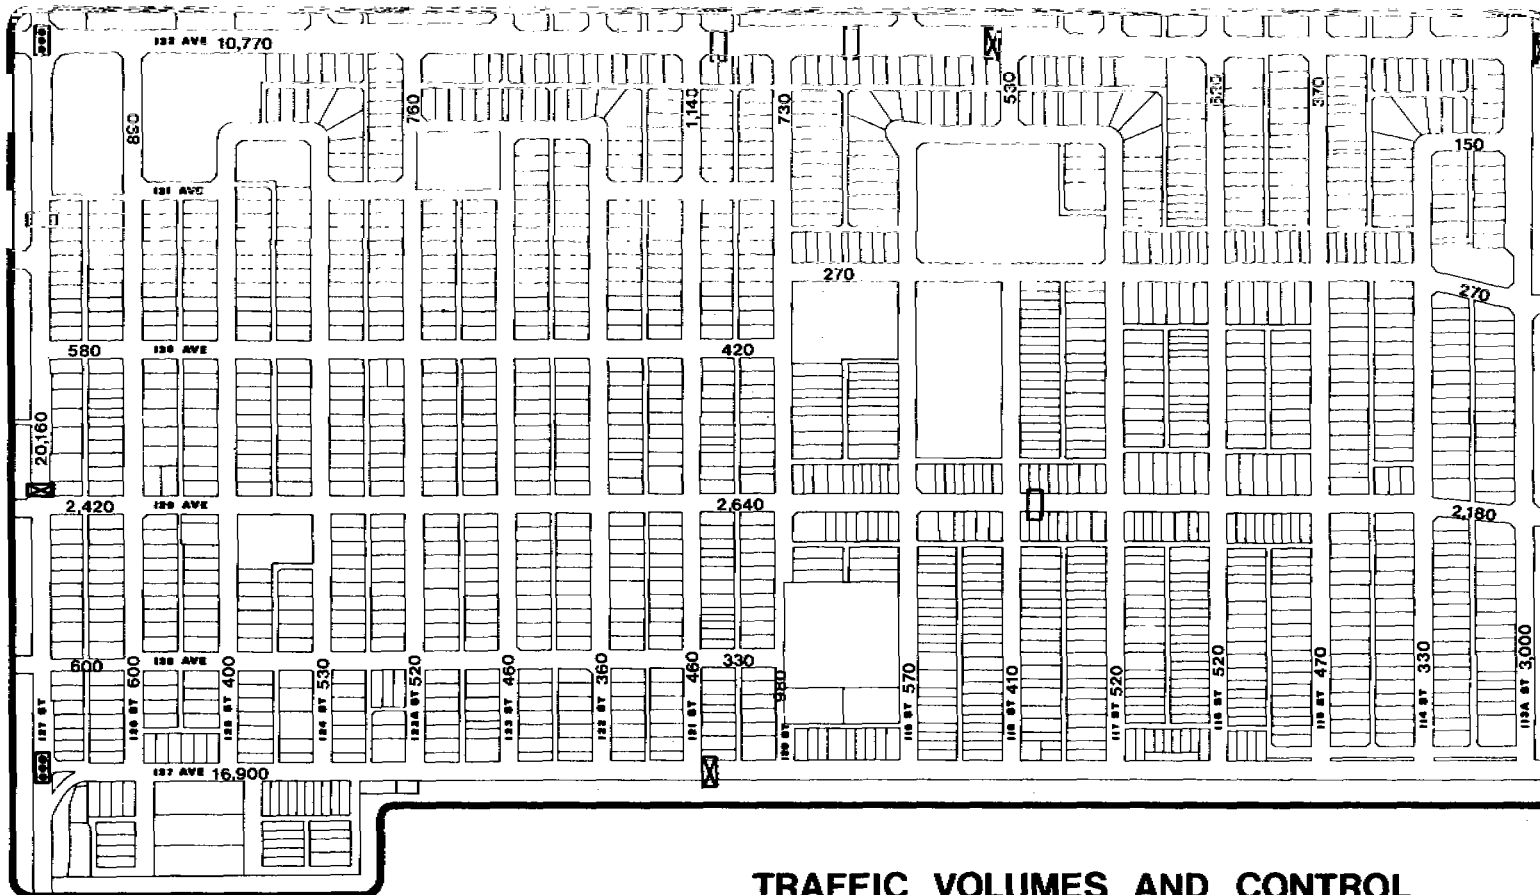 132 AVE 10,770
850
760
1,140
730
530
530
370
150
131 AVE
270
270
580
130 AVE
420
20,160
2,420
129 AVE
2,640
2,180
600
128 AVE
330
127 ST
126 ST 600
125 ST 400
124 ST 530
123A ST 520
123 ST 460
122 ST 360
121 ST 460
120 ST 980
119 ST 570
118 ST 410
117 ST 520
116 ST 520
115 ST 470
114 ST 330
113A ST 3,000
127 AVE 16,900
TRAFFIC VOLUMES AND CONTROL